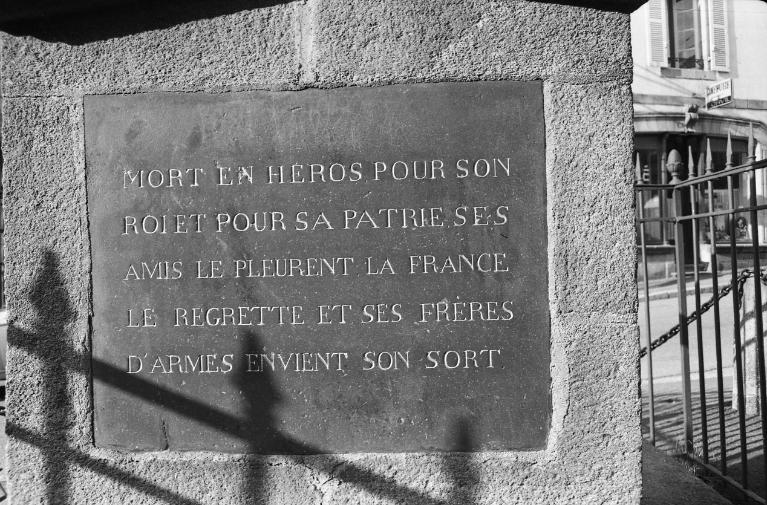 MORT EN HÉROS POUR SON
ROI ET POUR SA PATRIE SES
AMIS LE PLEURENT LA FRANCE
LE REGRETTE ET SES FRÈRES
D'ARMES ENVIENT SON SORT